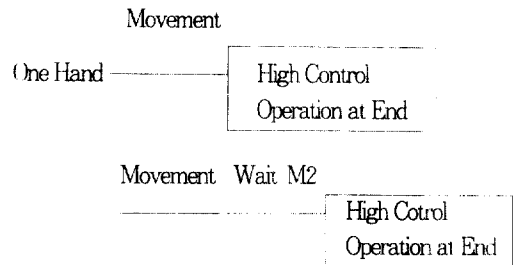 Movement
One Hand
High Control
Operation at End
Movement Wait M2
High Cotrol
Operation at End